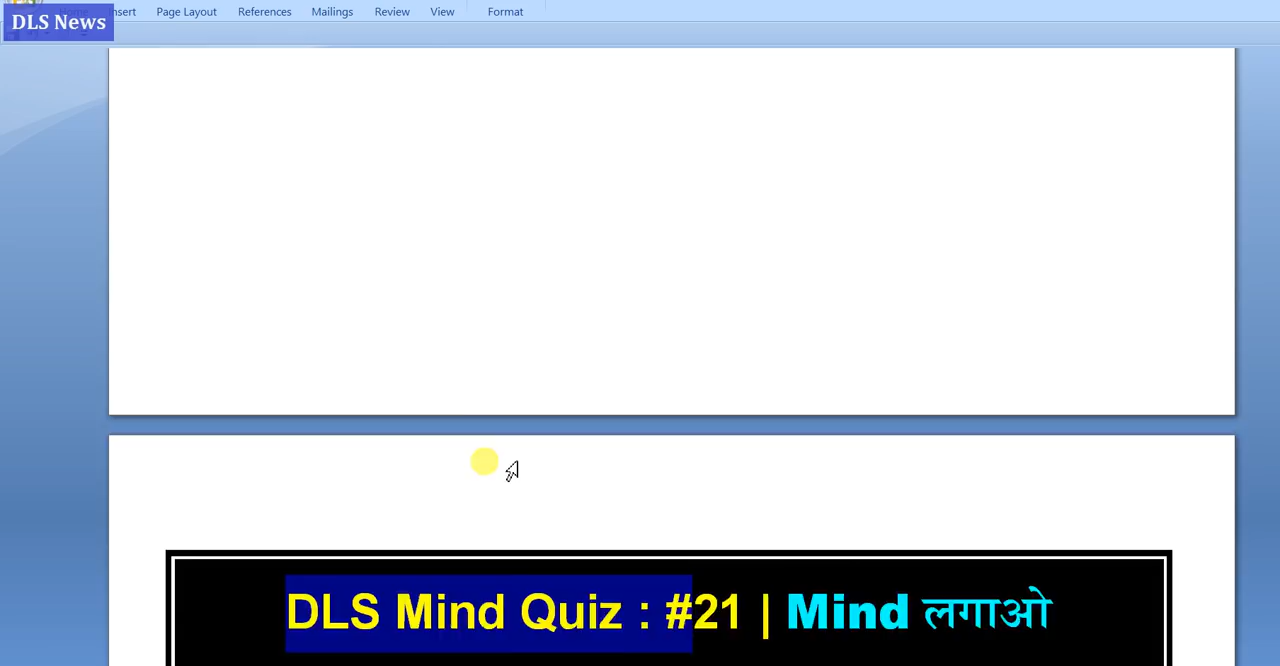 DLS News
Insert Page Layout References Mailings Review View Format
DLS Mind Quiz : #21 | Mind लगाओ